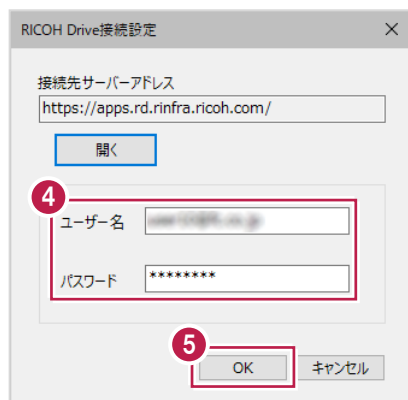 RICOH Drive接続設定
接続先サーバーアドレス
https://apps.rd.rinfra.ricoh.com/
開く
4
ユーザー名
パスワード ********
5
OK キャンセル